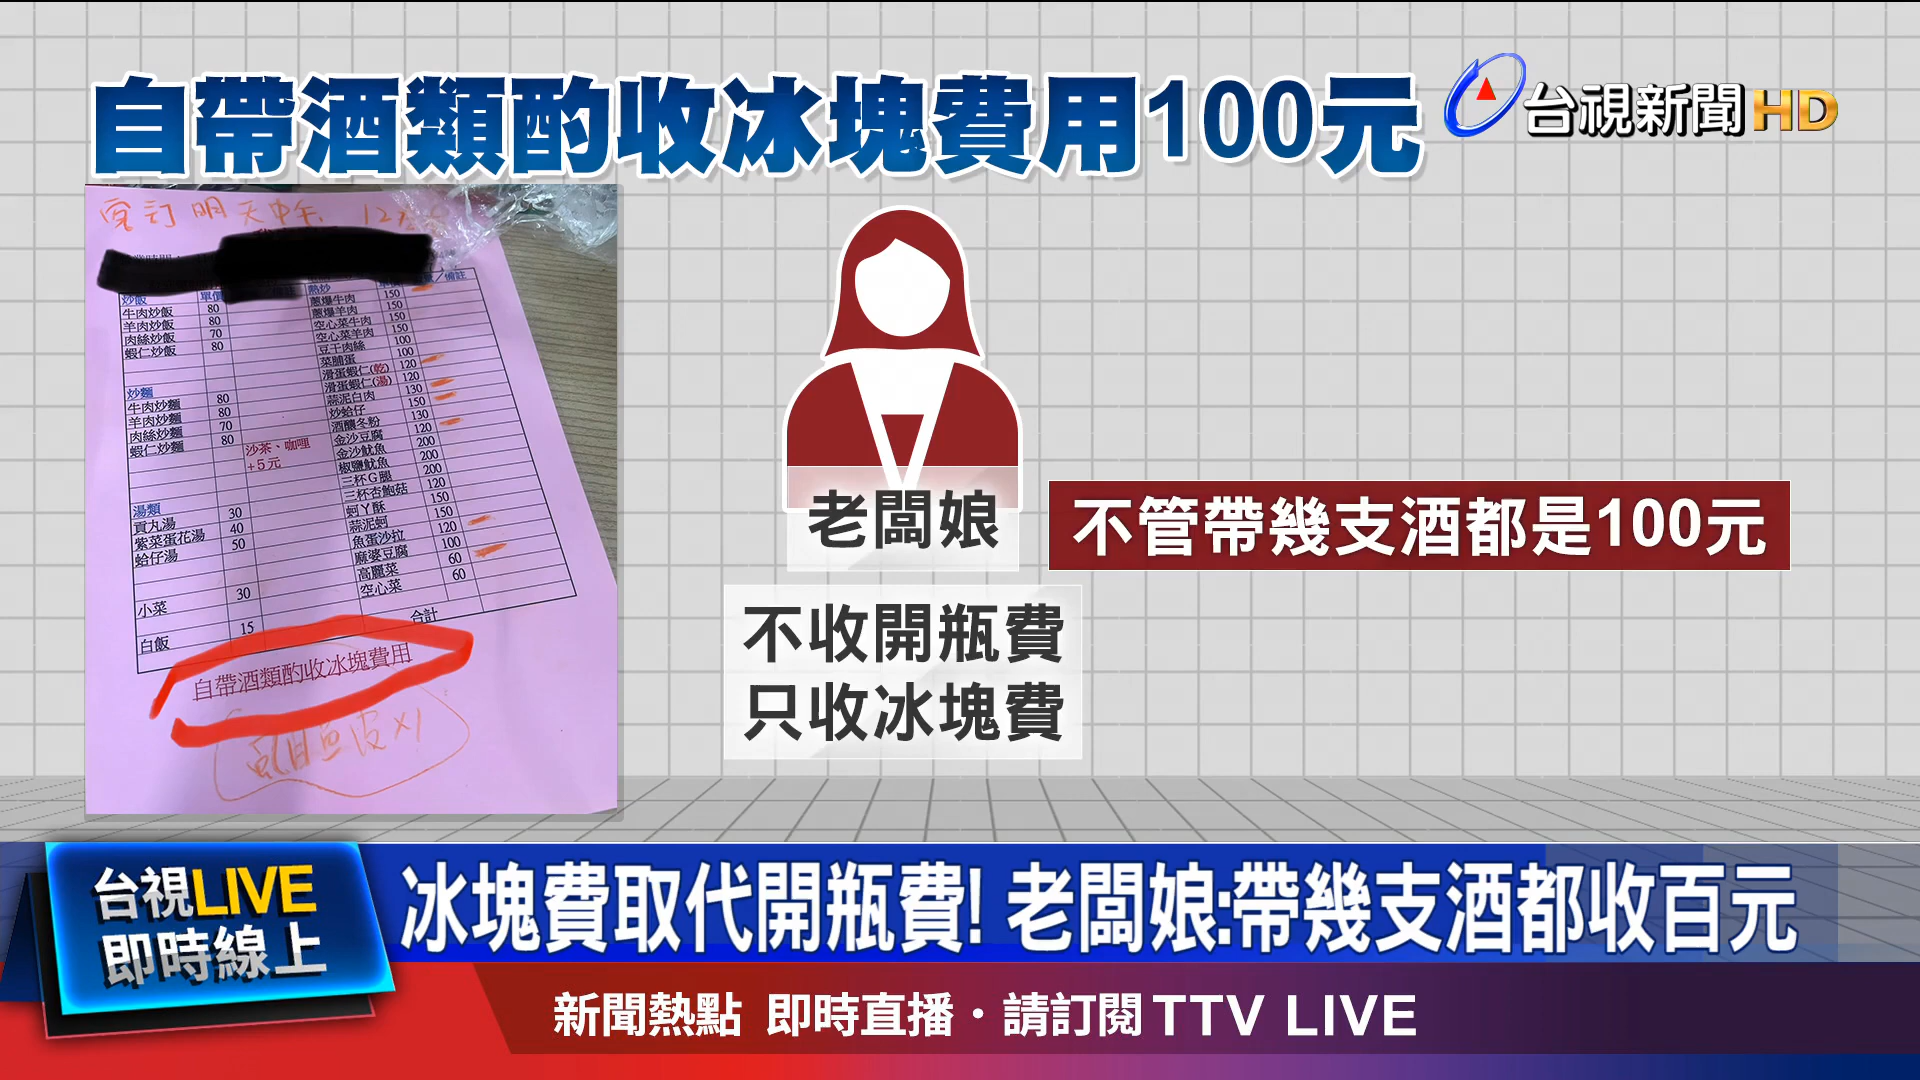 自帶酒類酌收冰塊費用100元
台視新聞HD
炒飯
單價
熱炒
備註
牛肉炒飯 80
羊肉炒飯 80
肉絲炒飯 70
蝦仁炒飯 80
炒麵
牛肉炒麵 80
羊肉炒麵 80
肉絲炒麵 70
蝦仁炒麵 80
沙茶、咖哩
+5元
湯類
貢丸湯 30
紫菜蛋花湯 40
蛤仔湯 50
小菜 30
白飯 15
蔥爆牛肉 150
蔥爆羊肉 150
空心菜牛肉 150
空心菜羊肉 150
豆干肉絲 100
菜脯蛋 100
滑蛋蝦仁(乾) 120
滑蛋蝦仁(湯) 120
蒜泥白肉 130
炒蛤仔 150
酒釀冬粉 130
金沙豆腐 120
金沙魷魚 200
椒鹽魷魚 200
三杯G腿 200
三杯杏鮑菇 120
蚵丫酥 150
蒜泥蚵 150
魚蛋沙拉 120
麻婆豆腐 100
高麗菜 60
空心菜 60
合計
自帶酒類酌收冰塊費用
老闆娘
不管帶幾支酒都是100元
不收開瓶費
只收冰塊費
台視LIVE
即時線上
冰塊費取代開瓶費! 老闆娘:帶幾支酒都收百元
新聞熱點 即時直播・請訂閱TTV LIVE